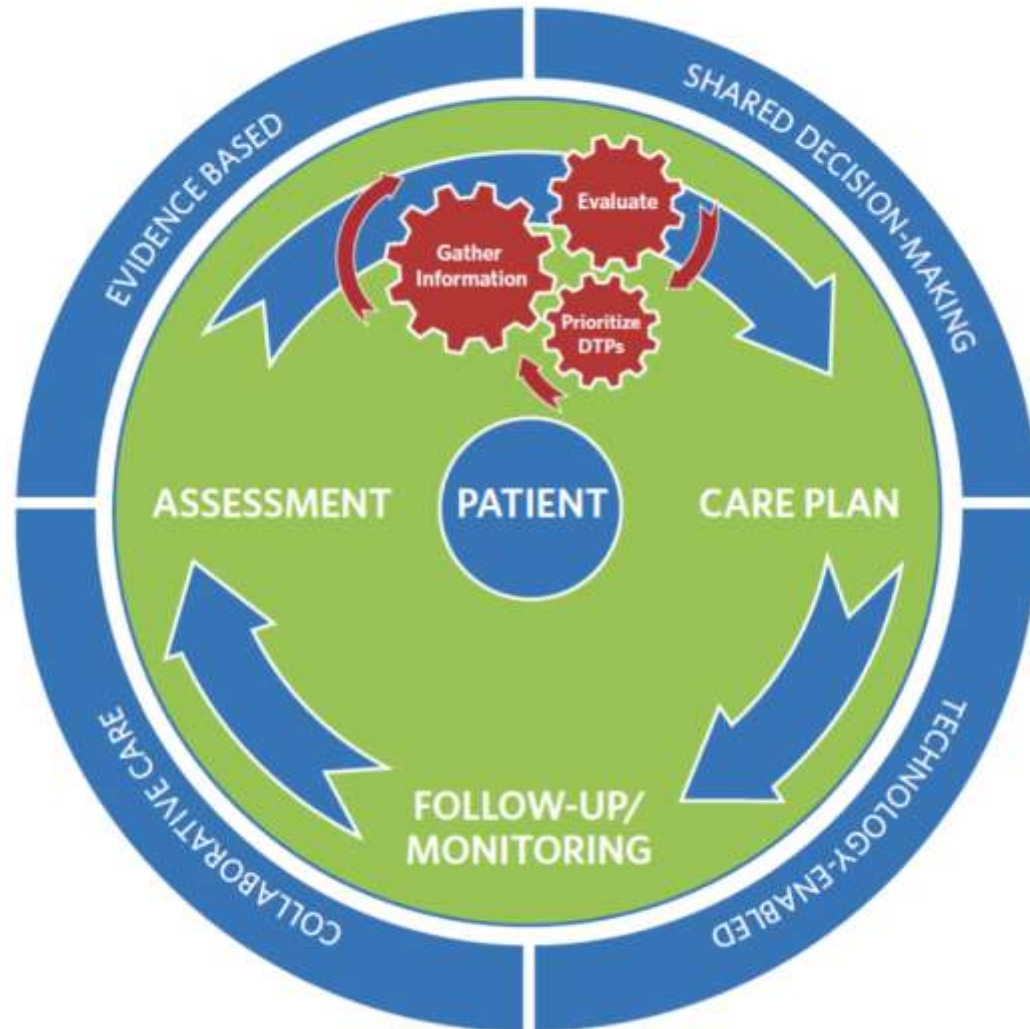 EVIDENCE BASED
SHARED DECISION-MAKING
Evaluate
Gather
Information
Prioritize
DTPs
ASSESSMENT
PATIENT
CARE PLAN
FOLLOW-UP/
MONITORING
COLLABORATIVE CARE
TECHNOLOGY-ENABLED